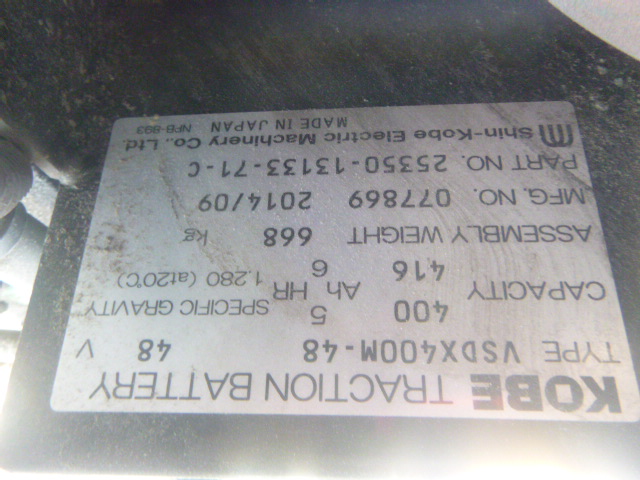 KOBE TRACTION BATTERY
TYPE VSDX400M-48 48 V
CAPACITY 400 Ah 5 HR SPECIFIC GRAVITY
416 6 1.280 (at20℃)
ASSEMBLY WEIGHT 668 kg
MFG. NO. 077869 2014/09
PART NO. 25350-13133-71-C
Shin-Kobe Electric Machinery Co., Ltd.
MADE IN JAPAN NFB-893